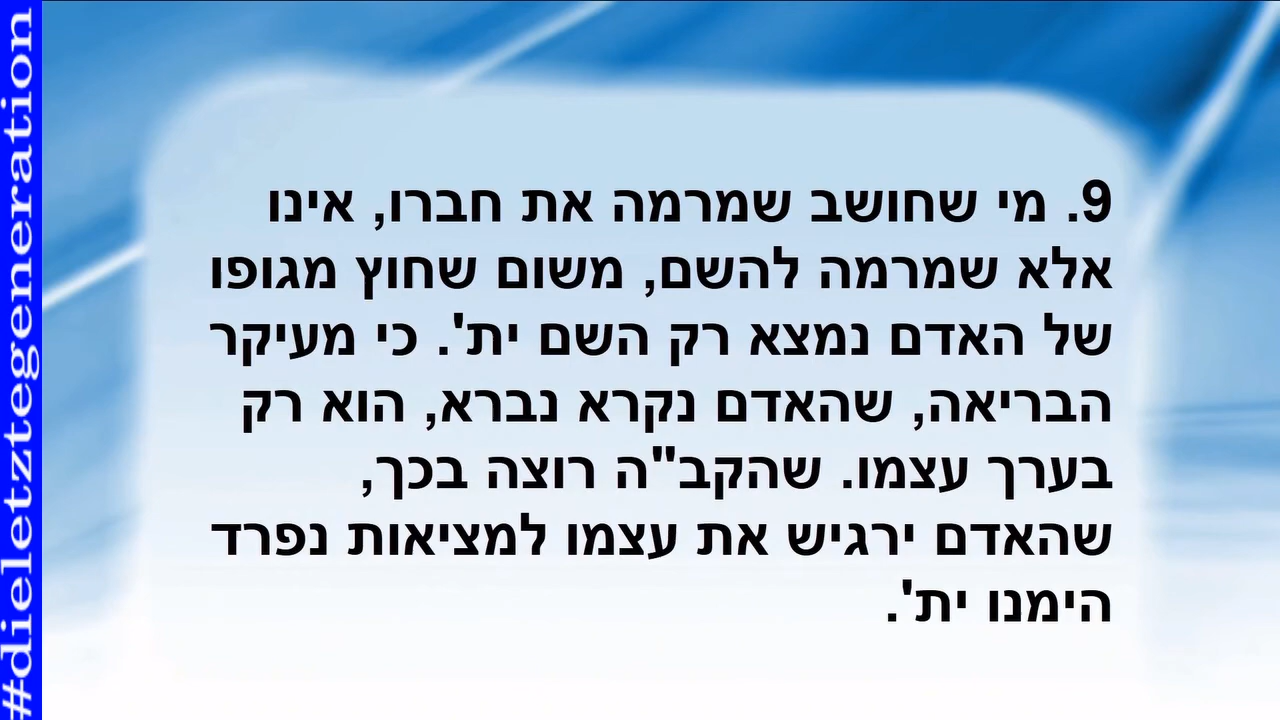 #dieletztegeneration
9. מי שחושב שמרמה את חברו, אינו
אלא שמרמה להשם, משום שחוץ מגופו
של האדם נמצא רק השם ית'. כי מעיקר
הבריאה, שהאדם נקרא נברא, הוא רק
בערך עצמו. שהקב"ה רוצה בכך,
שהאדם ירגיש את עצמו למציאות נפרד
הימנו ית'.